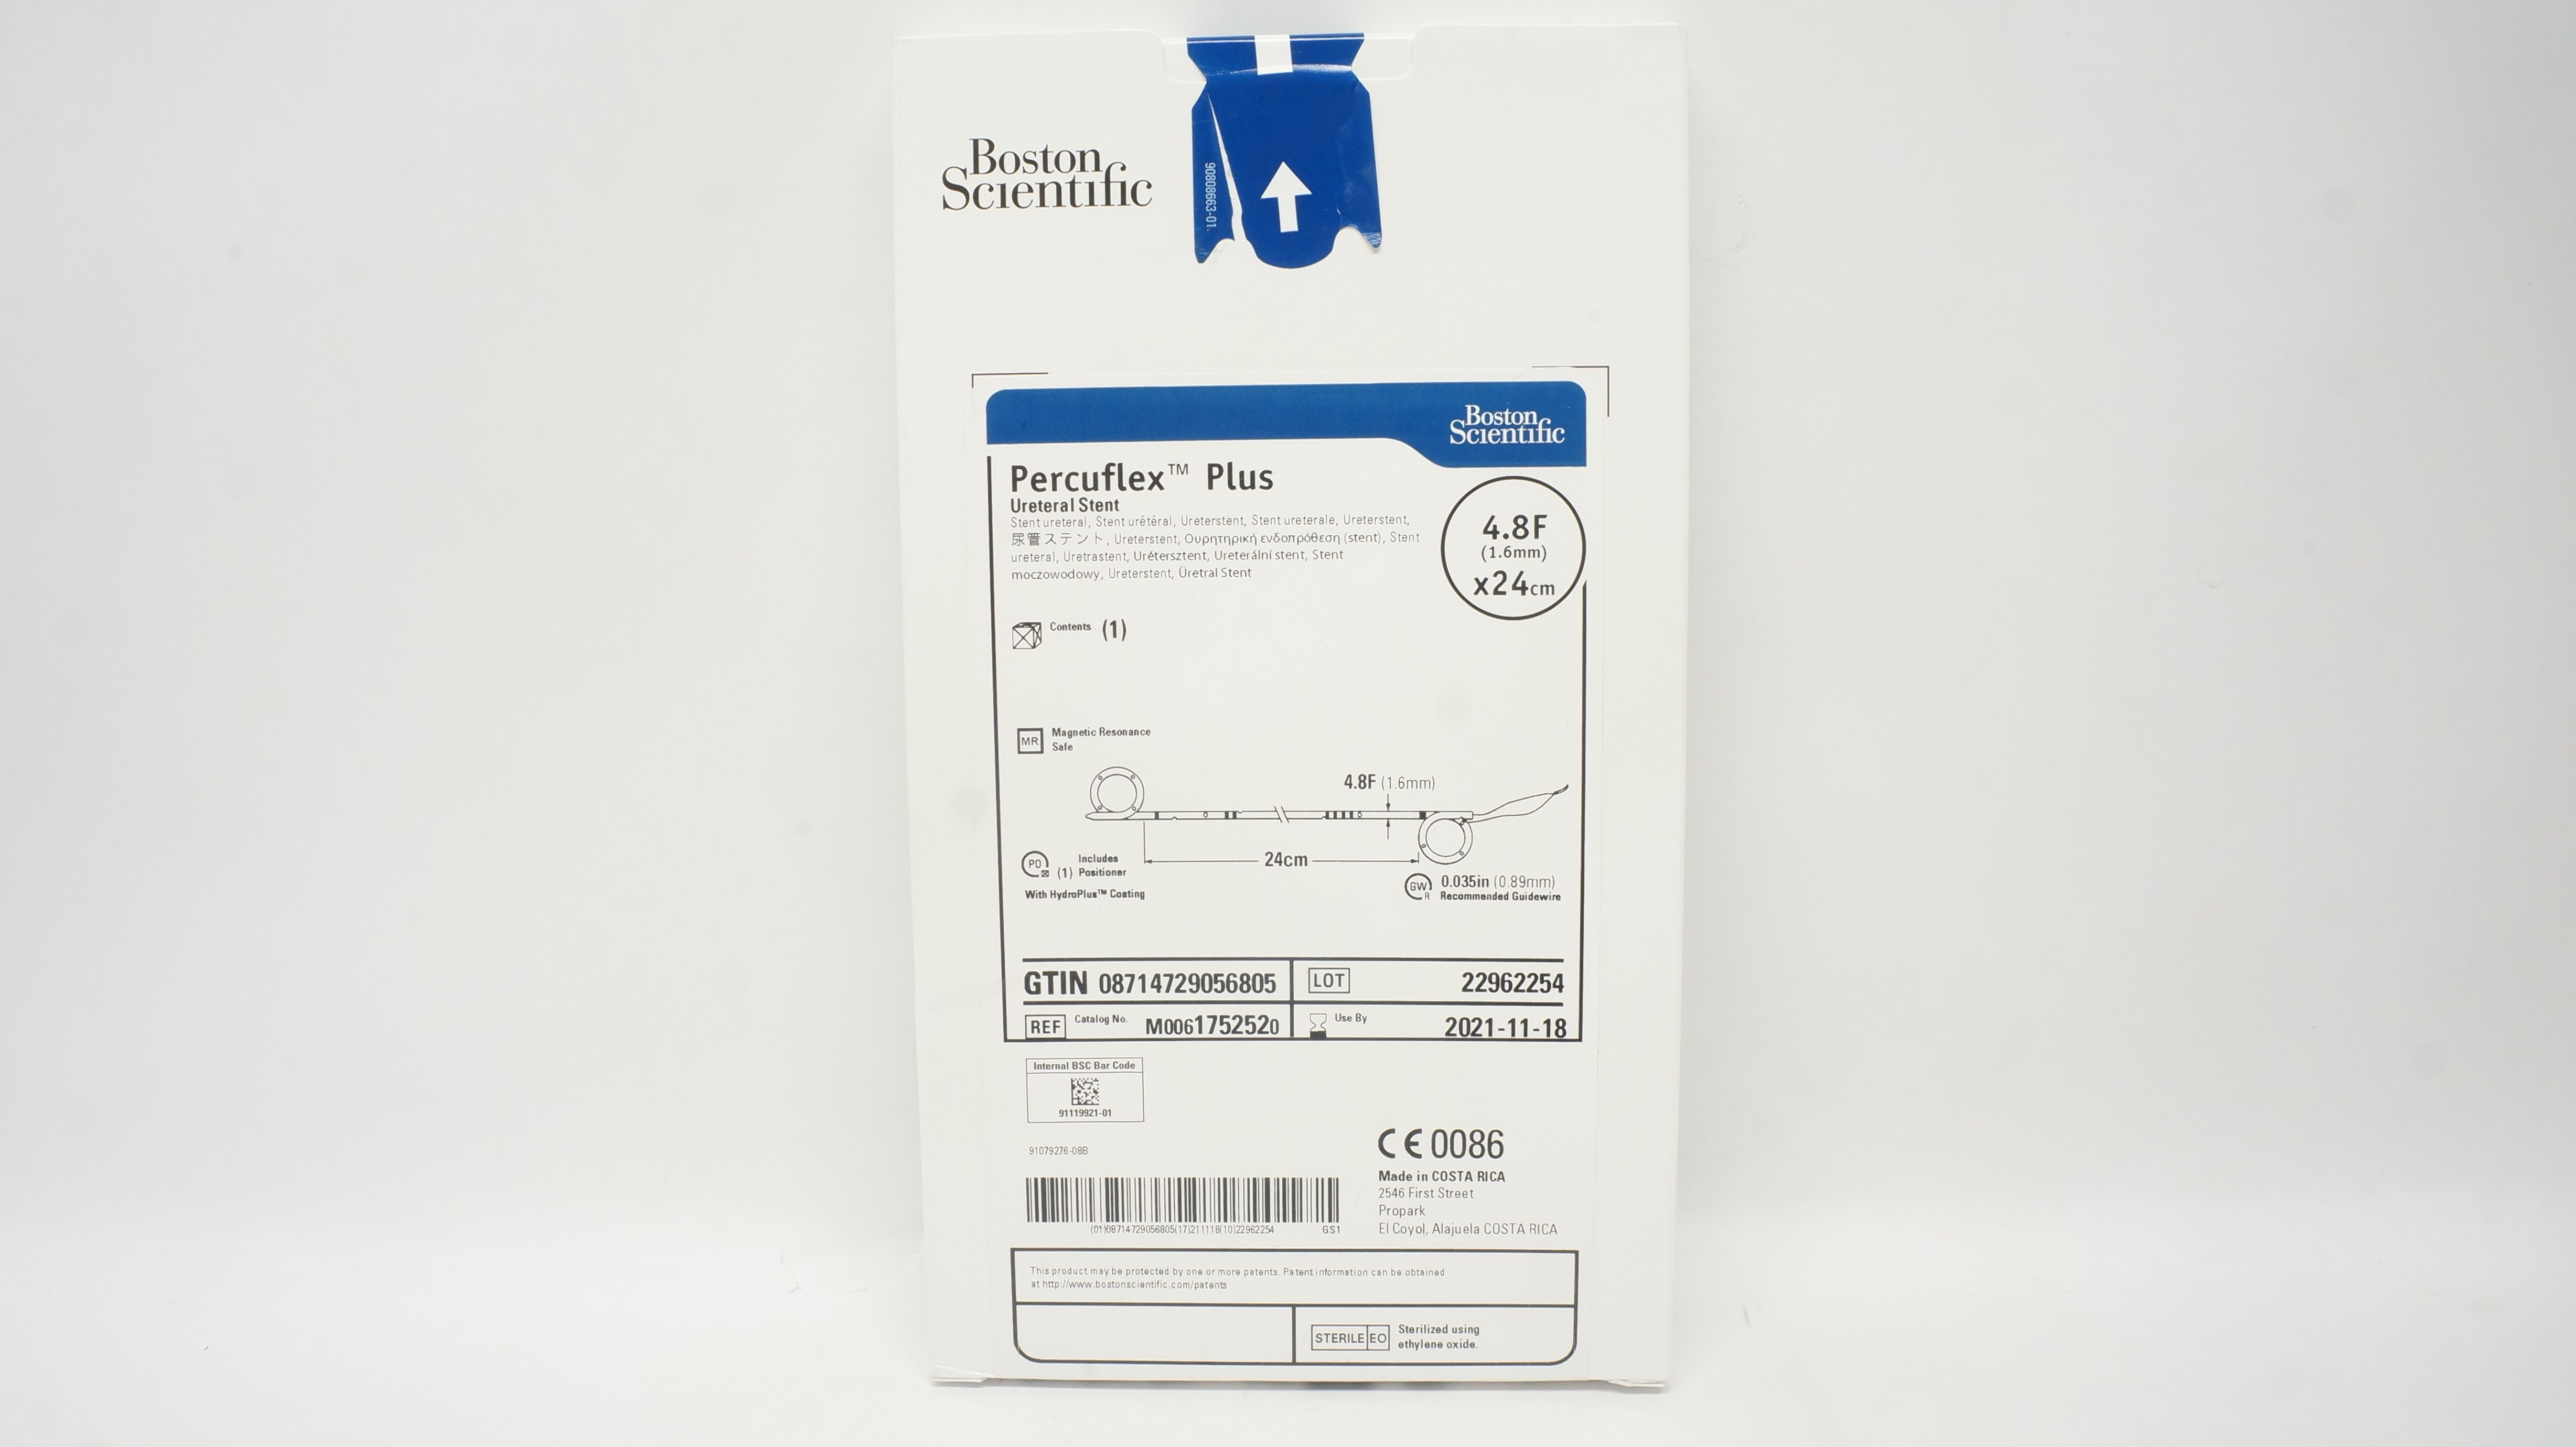 Boston
Scientific
90808663-01
Boston
Scientific
Percuflex™ Plus
Ureteral Stent
Stent ureteral, Stent urétéral, Ureterstent, Stent ureterale, Ureterstent,
尿管ステント, Ureterstent, Ουρητηρική ενδοπρόθεση (stent), Stent
ureteral, Uretrastent, Urétersztent, Ureterální stent, Stent
moczowodowy, Ureterstent, Üretral Stent
4.8F
(1.6mm)
x24cm
Contents (1)
MR Magnetic Resonance
Safe
4.8F (1.6mm)
24cm
PD (1) Includes
Positioner
With HydroPlus™ Coating
GW R 0.035in (0.89mm)
Recommended Guidewire
GTIN 08714729056805
LOT 22962254
REF Catalog No. M0061752520
Use By 2021-11-18
Internal BSC Bar Code
91119921-01
91079276-08B
(01)08714729056805(17)211118(10)22962254 GS1
CE 0086
Made in COSTA RICA
2546 First Street
Propark
El Coyol, Alajuela COSTA RICA
This product may be protected by one or more patents. Patent information can be obtained
at http://www.bostonscientific.com/patents
STERILE EO Sterilized using
ethylene oxide.